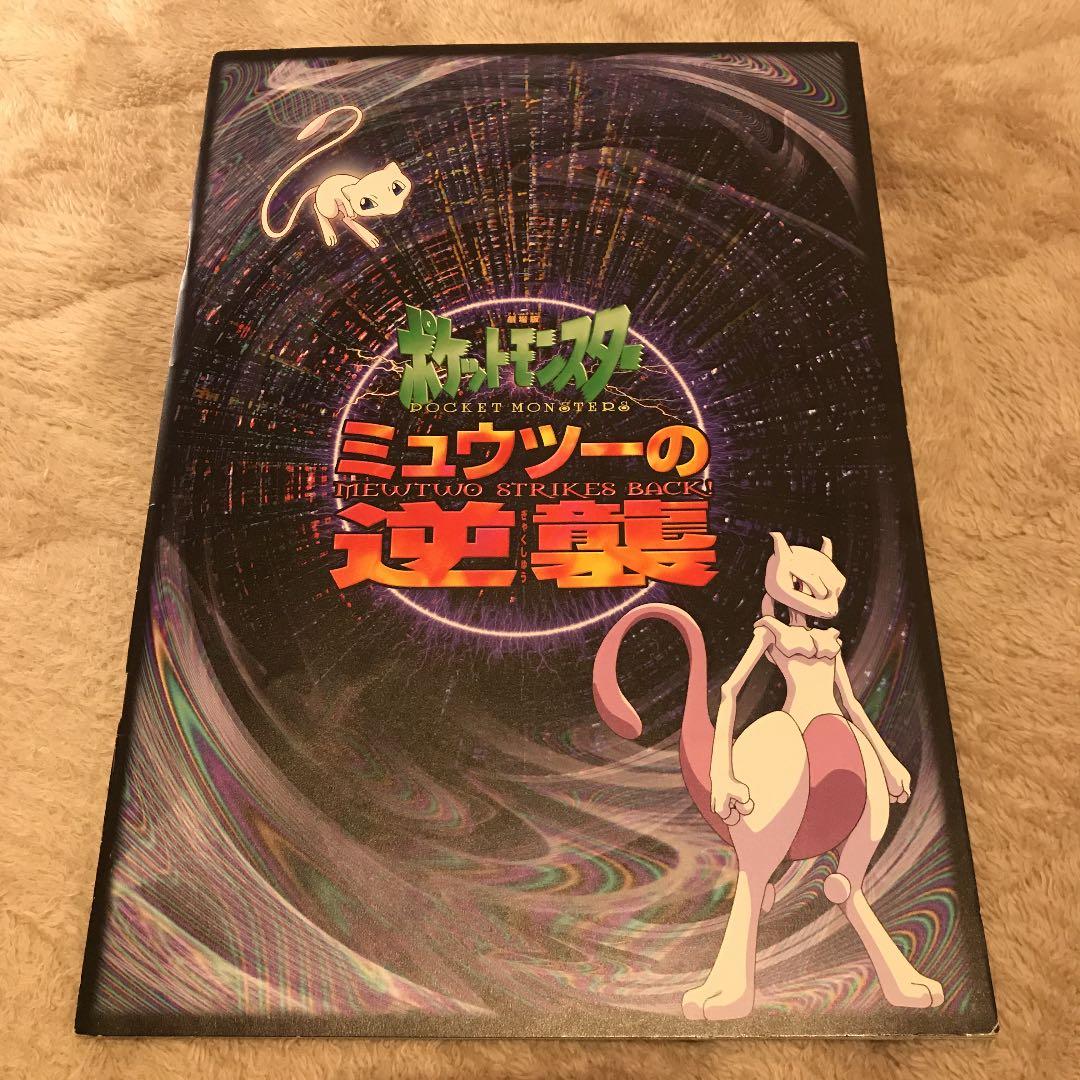 劇場版
ポケットモンスター
POCKET MONSTERS
ミュウツーの
MEWTWO STRIKES BACK!
逆襲
ぎゃくしゅう